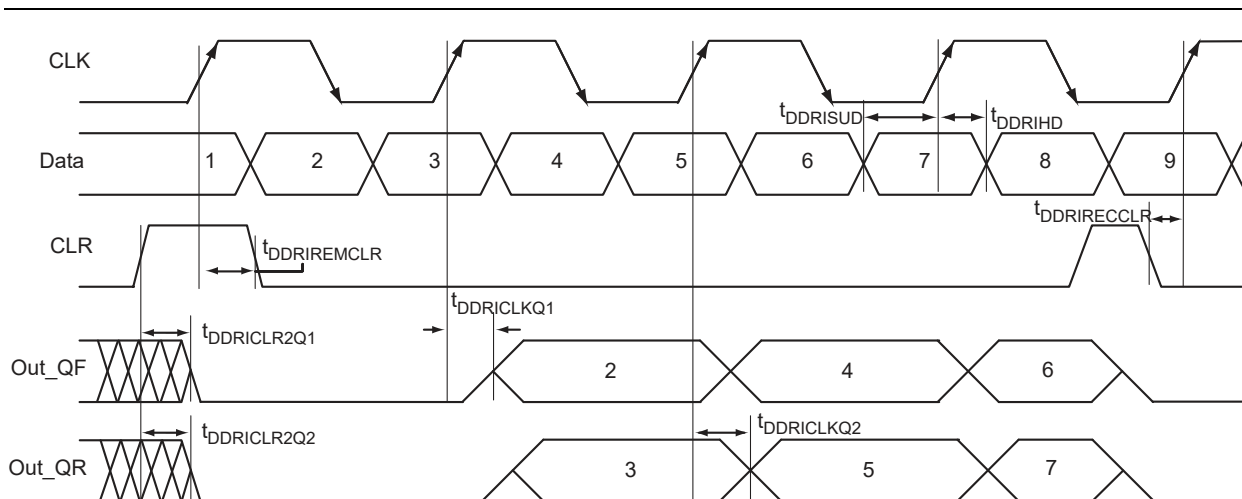 CLK
tDDRISUD
tDDRIHD
Data
1 2 3 4 5 6 7 8 9
tDDRIRECCLR
CLR
tDDRIREMCLR
tDDRICLKQ1
tDDRICLR2Q1
Out_QF
2 4 6
tDDRICLR2Q2
tDDRICLKQ2
Out_QR
3 5 7